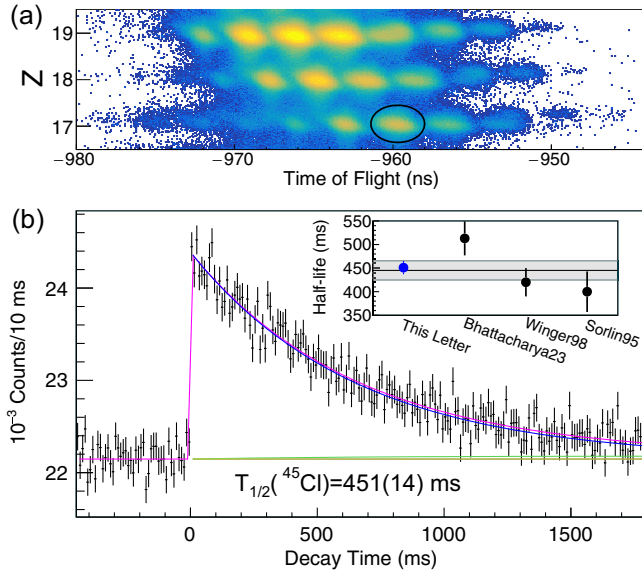 (a)
19
18
17
Z
−980 −970 −960 −950
Time of Flight (ns)
(b)
24
23
22
10⁻³ Counts/10 ms
550
500
450
400
350
Half-life (ms)
This Letter
Bhattacharya23
Winger98
Sorlin95
T₁/₂(⁴⁵Cl)=451(14) ms
0 500 1000 1500
Decay Time (ms)